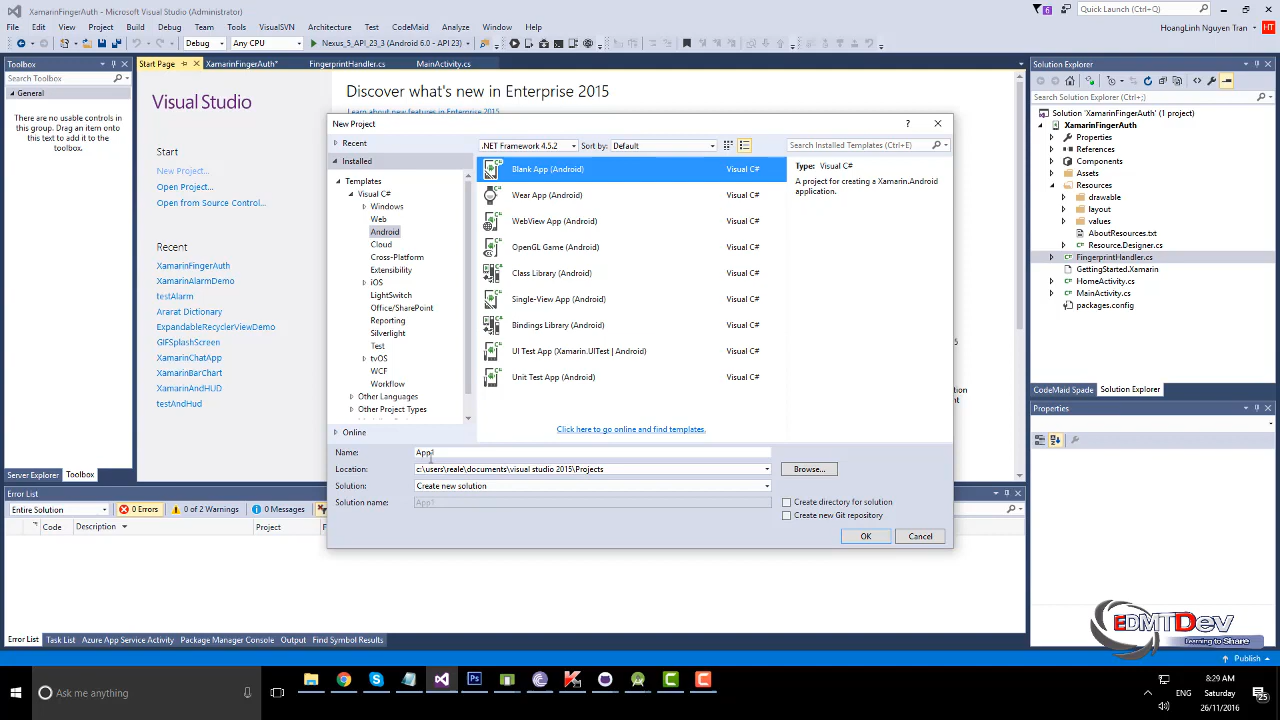 XamarinFingerAuth - Microsoft Visual Studio (Administrator)
6
Quick Launch (Ctrl+Q)
File Edit View Project Build Debug Team Tools VisualSVN Architecture Test CodeMaid Analyze Window Help
HoangLinh Nguyen Tran HT
Debug Any CPU Nexus_5_API_23_3 (Android 6.0 - API 23)
Toolbox
Start Page XamarinFingerAuth* FingerprintHandler.cs MainActivity.cs
Solution Explorer
Search Toolbox
General
There are no usable controls in
this group. Drag an item onto
this text to add it to the
toolbox.
Visual Studio
Start
New Project...
Open Project...
Open from Source Control...
Recent
XamarinFingerAuth
XamarinAlarmDemo
testAlarm
Ararat Dictionary
ExpandableRecyclerViewDemo
GIFSplashScreen
XamarinChatApp
XamarinBarChart
XamarinAndHUD
testAndHud
Discover what's new in Enterprise 2015
Learn about new features in Enterprise 2015
New Project
?
Recent
Installed
Templates
Visual C#
Windows
Web
Android
Cloud
Cross-Platform
Extensibility
iOS
LightSwitch
Office/SharePoint
Reporting
Silverlight
Test
tvOS
WCF
Workflow
Other Languages
Other Project Types
Online
.NET Framework 4.5.2 Sort by: Default
Search Installed Templates (Ctrl+E)
Blank App (Android) Visual C#
Wear App (Android) Visual C#
WebView App (Android) Visual C#
OpenGL Game (Android) Visual C#
Class Library (Android) Visual C#
Single-View App (Android) Visual C#
Bindings Library (Android) Visual C#
UI Test App (Xamarin.UITest | Android) Visual C#
Unit Test App (Android) Visual C#
Click here to go online and find templates.
Type: Visual C#
A project for creating a Xamarin.Android
application.
Name:
Location: c:\users\reale\documents\visual studio 2015\Projects
Browse...
Solution: Create new solution
Solution name:
Create directory for solution
Create new Git repository
OK Cancel
Search Solution Explorer (Ctrl+;)
Solution 'XamarinFingerAuth' (1 project)
XamarinFingerAuth
Properties
References
Components
Assets
Resources
drawable
layout
values
AboutResources.txt
Resource.Designer.cs
FingerprintHandler.cs
GettingStarted.Xamarin
HomeActivity.cs
MainActivity.cs
packages.config
CodeMaid Spade Solution Explorer
Properties
Server Explorer Toolbox
Error List
Entire Solution 0 Errors 0 of 2 Warnings 0 Messages
Code Description Project
Error List Task List Azure App Service Activity Package Manager Console Output Find Symbol Results
EDMTDev
Learning to Share
Publish
Ask me anything
ENG
8:29 AM
Saturday
26/11/2016
25